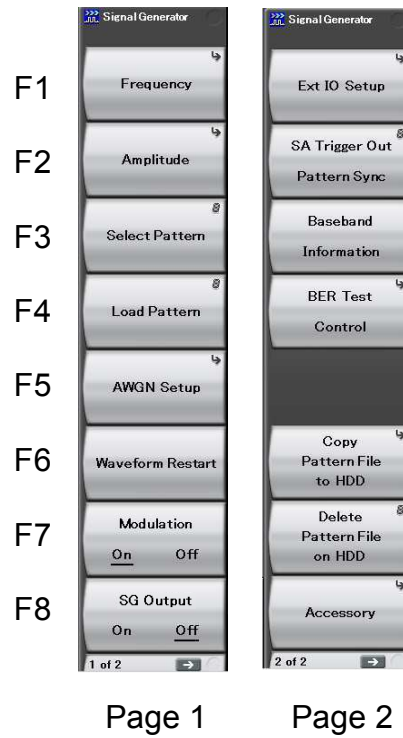 Signal Generator
F1 Frequency
F2 Amplitude
F3 Select Pattern
F4 Load Pattern
F5 AWGN Setup
F6 Waveform Restart
F7 Modulation
On Off
F8 SG Output
On Off
1 of 2
Page 1
Signal Generator
Ext IO Setup
SA Trigger Out
Pattern Sync
Baseband
Information
BER Test
Control
Copy
Pattern File
to HDD
Delete
Pattern File
on HDD
Accessory
2 of 2
Page 2